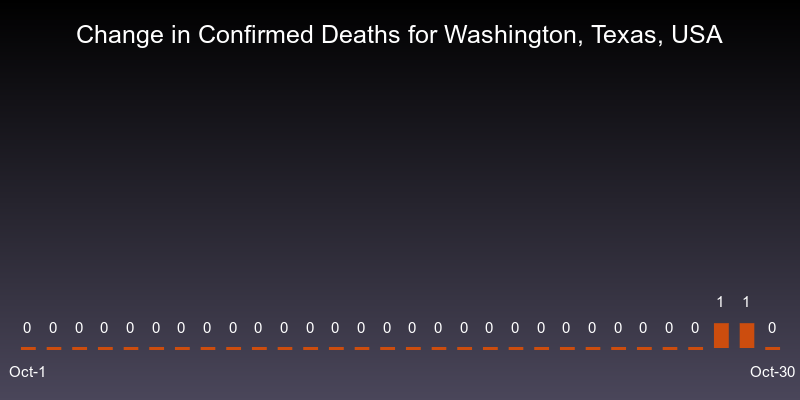 Change in Confirmed Deaths for Washington, Texas, USA
1 1
0 0 0 0 0 0 0 0 0 0 0 0 0 0 0 0 0 0 0 0 0 0 0 0 0 0 0 0
Oct-1 Oct-30